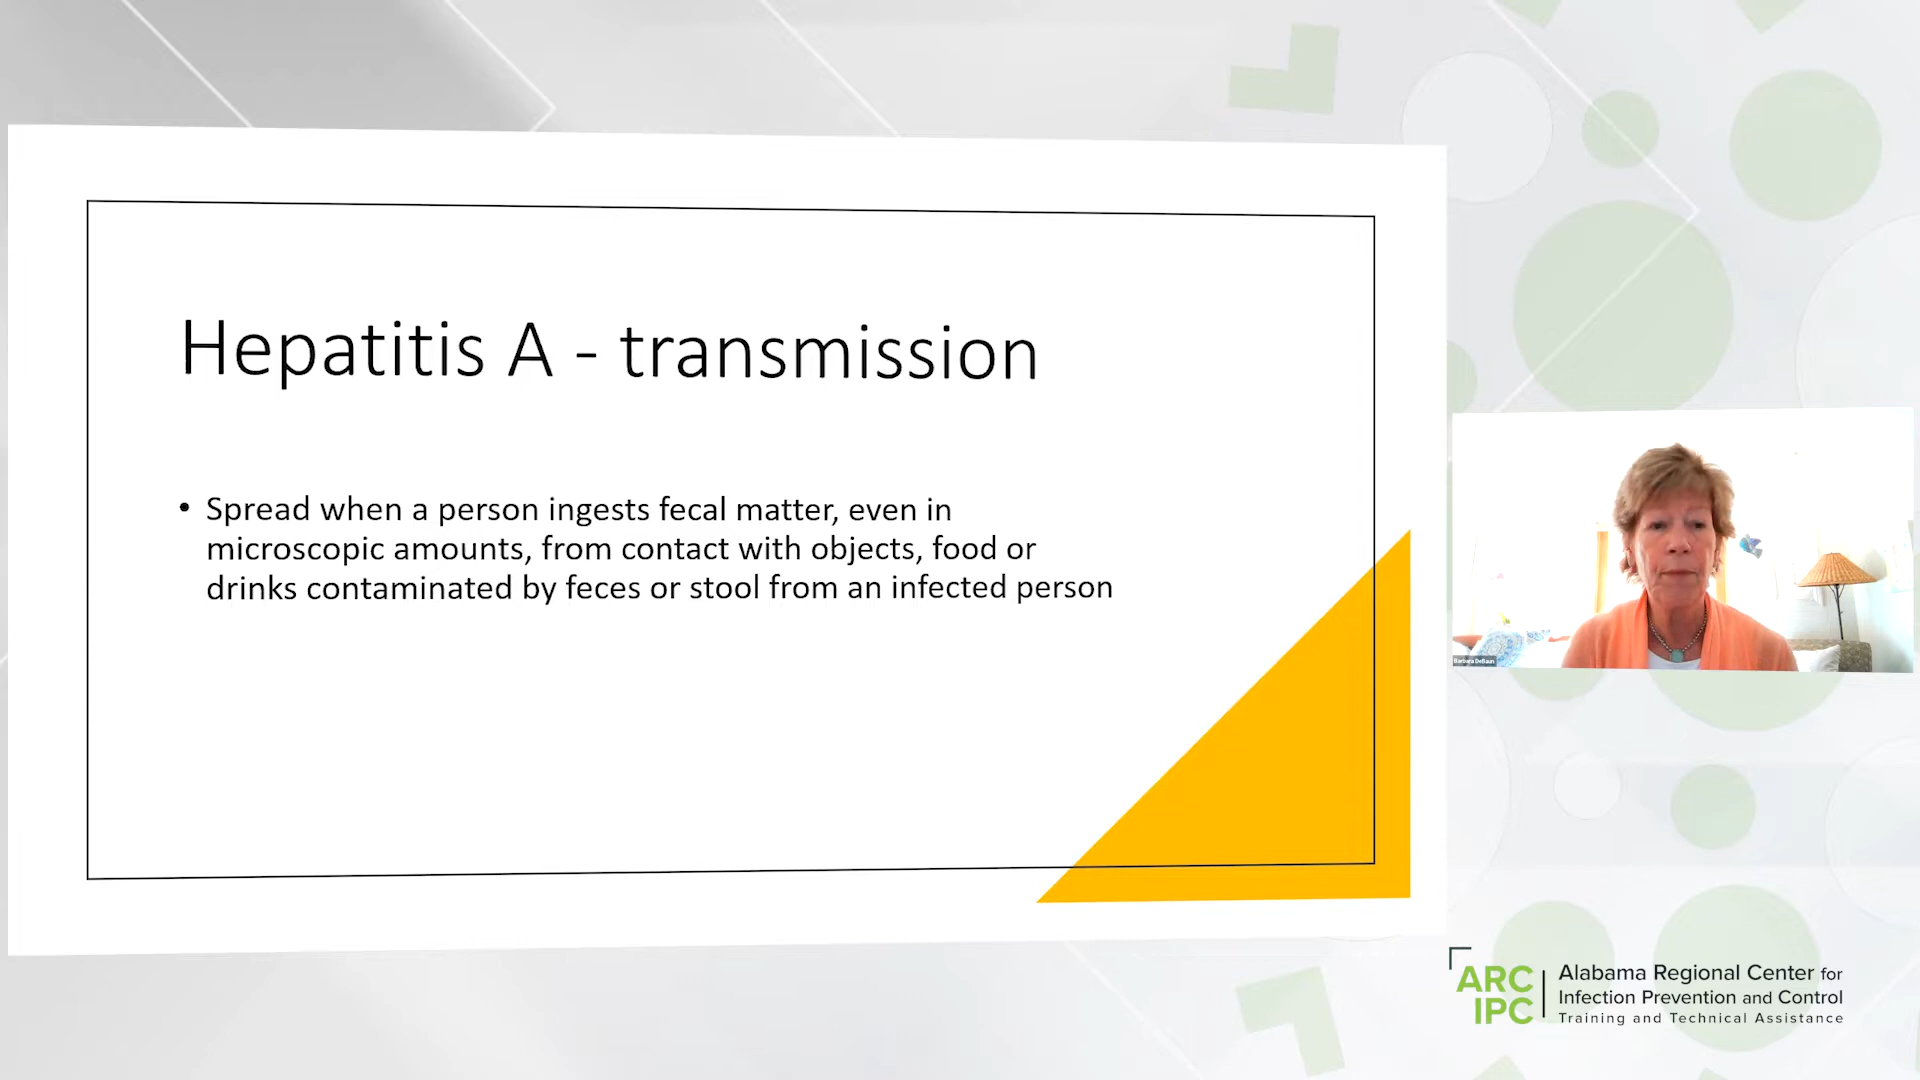 Hepatitis A - transmission
• Spread when a person ingests fecal matter, even in
microscopic amounts, from contact with objects, food or
drinks contaminated by feces or stool from an infected person
Barbara DeBaun
ARC
IPC
Alabama Regional Center for
Infection Prevention and Control
Training and Technical Assistance